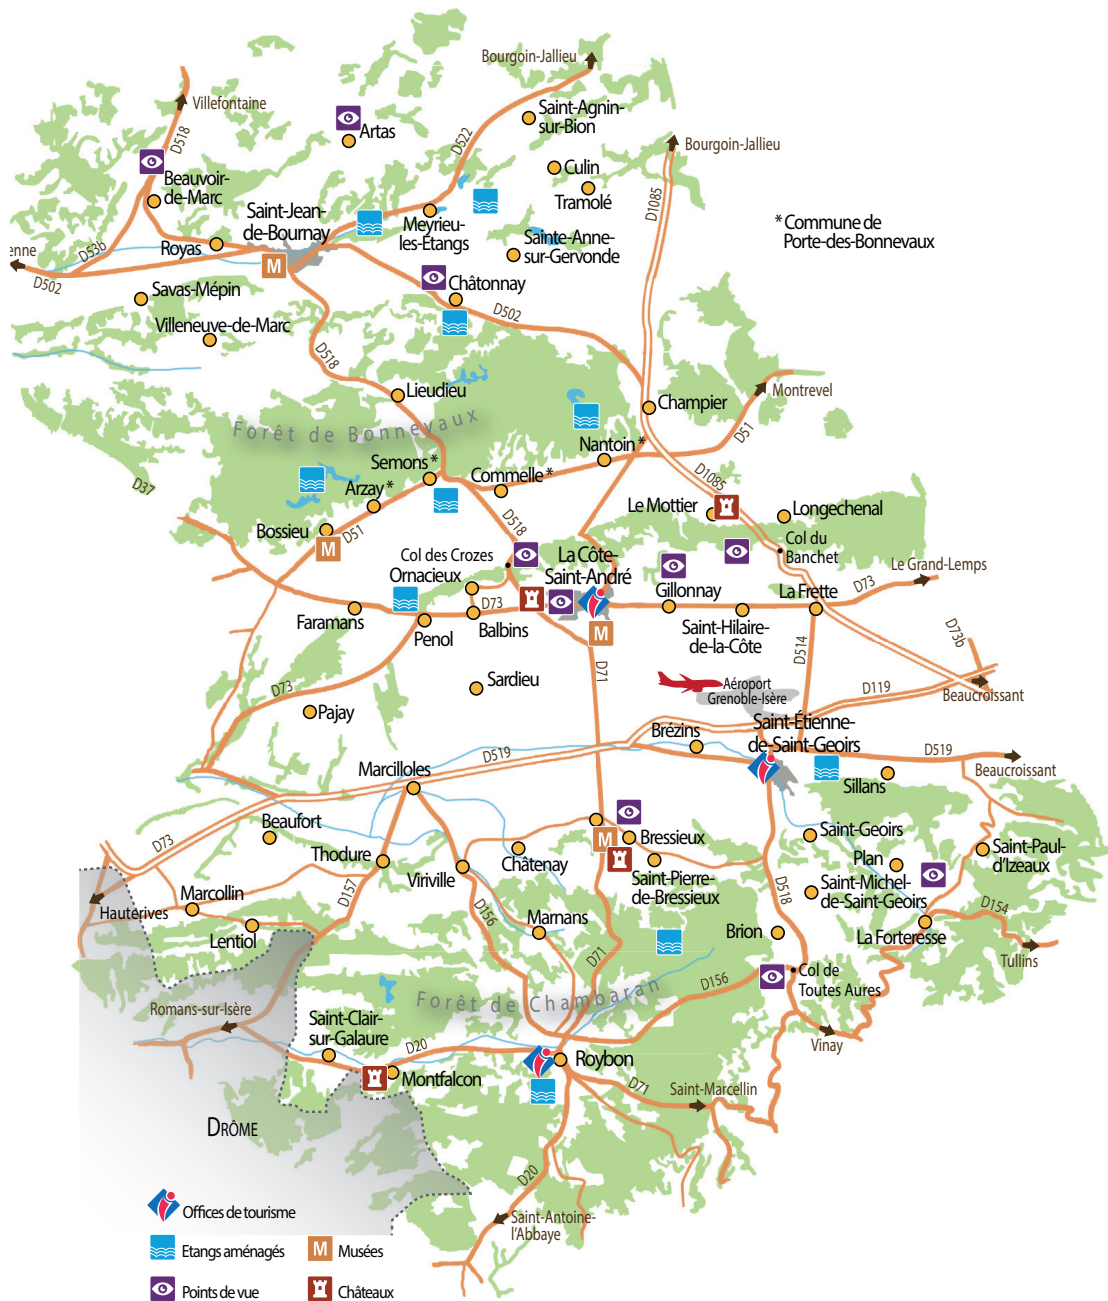 Bourgoin-Jallieu
Villefontaine
D518
Artas
Saint-Agnin-
sur-Bion
D522
Bourgoin-Jallieu
Beauvoir-
de-Marc
Culin
Tramolé
D1085
Saint-Jean-
de-Bournay
Meyrieu-
les-Etangs
* Commune de
Porte-des-Bonnevaux
Royas
D53b
Sainte-Anne-
sur-Gervonde
enne
D502
Savas-Mépin
Châtonnay
D502
Villeneuve-de-Marc
D518
Lieudieu
Montrevel
Champier
Forêt de Bonnevaux
D51
Nantoin *
Semons *
Commelle *
D1085
D37
Arzay *
Le Mottier
Longechenal
Bossieu
D51
D518
Col du
Banchet
Col des Crozes
La Côte-
Saint-André
Ornacieux
Le Grand-Lemps
Gillonnay
La Frette
D73
D73
Faramans
Penol
Balbins
Saint-Hilaire-
de-la-Côte
D73b
D514
D71
Sardieu
D73
Aéroport
Grenoble-Isère
D119
Beaucroissant
Pajay
Saint-Étienne-
de-Saint-Geoirs
Brézins
D519
D519
Marcilloles
Beaucroissant
Sillans
D73
Beaufort
Bressieux
Saint-Geoirs
Thodure
Châtenay
Saint-Paul-
d'Izeaux
Viriville
Saint-Pierre-
de-Bressieux
Plan
Saint-Michel-
de-Saint-Geoirs
D157
Marcollin
Hauterives
D156
Marnans
D518
D154
Lentiol
Brion
La Forteresse
D71
Tullins
Col de
Toutes Aures
D156
Forêt de Chambaran
Romans-sur-Isère
Saint-Clair-
sur-Galaure
D20
Vinay
Roybon
Montfalcon
D71
Saint-Marcellin
DRÔME
D20
Saint-Antoine-
l'Abbaye
Offices de tourisme
Etangs aménagés
M Musées
Points de vue
Châteaux
M
M
M
M